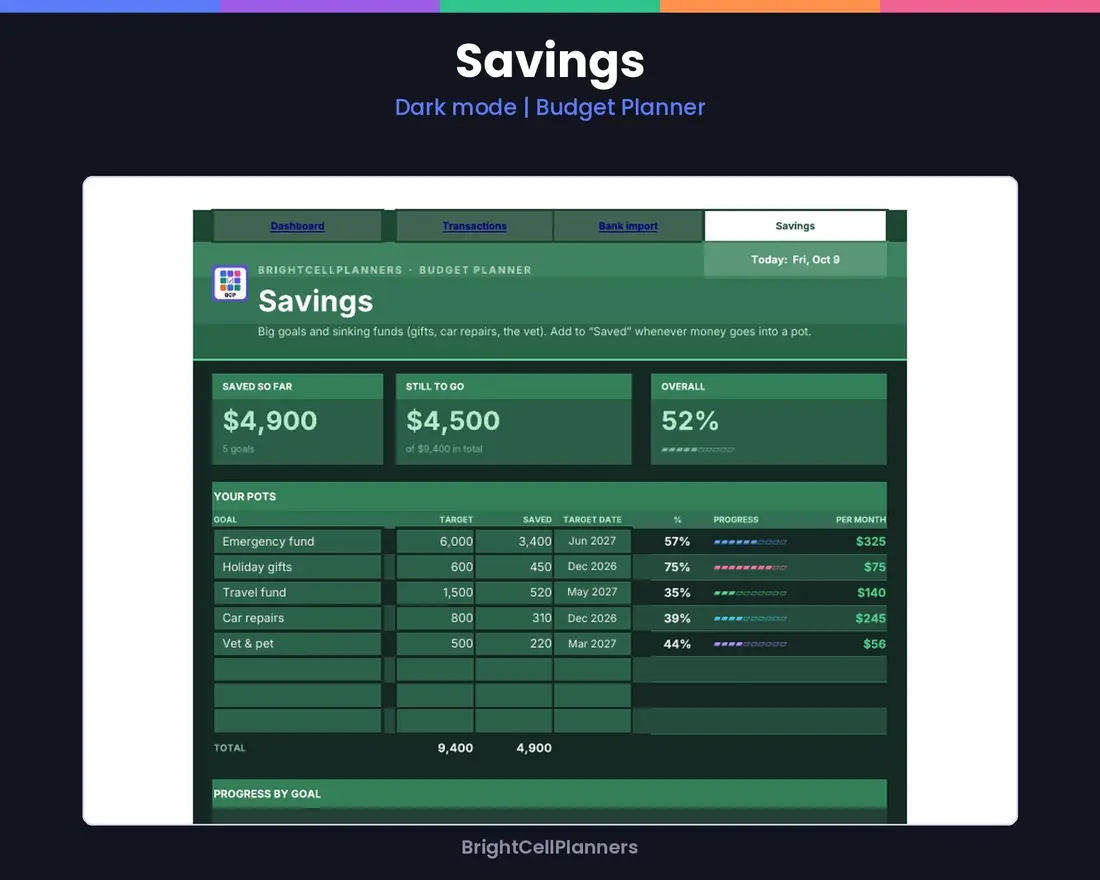 Savings
Dark mode | Budget Planner
Dashboard Transactions Bank import Savings
Today: Fri, Oct 9
BRIGHTCELLPLANNERS · BUDGET PLANNER
BCP
Savings
Big goals and sinking funds (gifts, car repairs, the vet). Add to “Saved” whenever money goes into a pot.
SAVED SO FAR STILL TO GO OVERALL
$4,900 $4,500 52%
5 goals of $9,400 in total
YOUR POTS
GOAL TARGET SAVED TARGET DATE % PROGRESS PER MONTH
Emergency fund 6,000 3,400 Jun 2027 57% $325
Holiday gifts 600 450 Dec 2026 75% $75
Travel fund 1,500 520 May 2027 35% $140
Car repairs 800 310 Dec 2026 39% $245
Vet & pet 500 220 Mar 2027 44% $56
TOTAL 9,400 4,900
PROGRESS BY GOAL
BrightCellPlanners